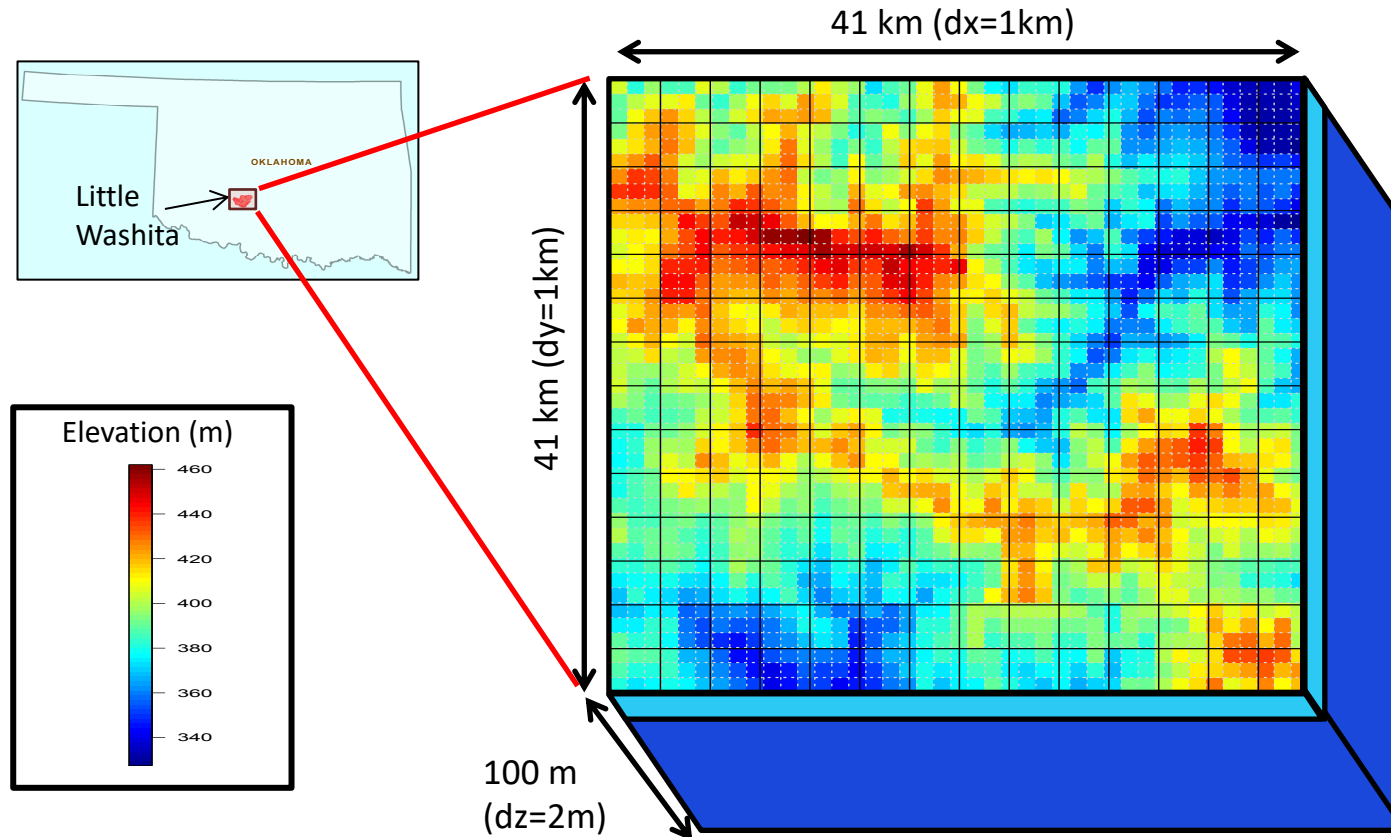 41 km (dx=1km)
OKLAHOMA
Little
Washita
41 km (dy=1km)
Elevation (m)
460
440
420
400
380
360
340
100 m
(dz=2m)